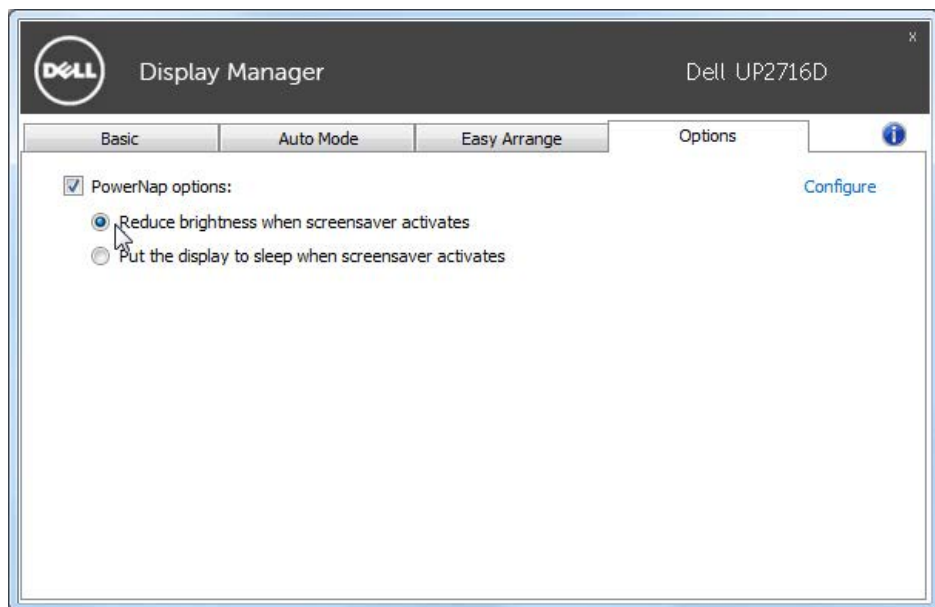 DELL Display Manager Dell UP2716D X
Basic Auto Mode Easy Arrange Options i
PowerNap options: Configure
Reduce brightness when screensaver activates
Put the display to sleep when screensaver activates